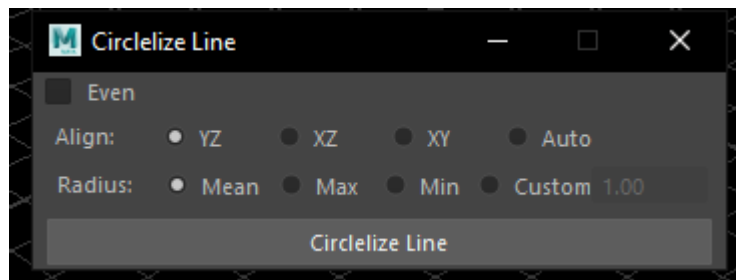 Circlelize Line
Even
Align: YZ XZ XY Auto
Radius: Mean Max Min Custom 1.00
Circlelize Line